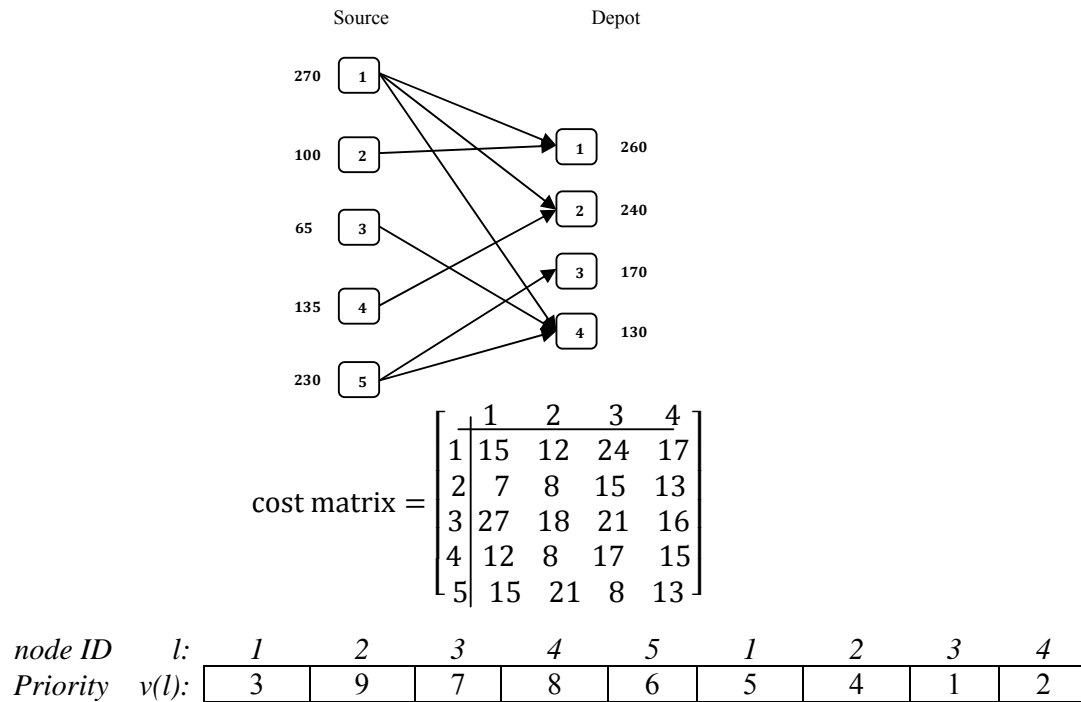 Source Depot
270 1
1 260
100 2
2 240
65 3
3 170
135 4
4 130
230 5
1 2 3 4
1 15 12 24 17
2 7 8 15 13
cost matrix =
3 27 18 21 16
4 12 8 17 15
5 15 21 8 13
node ID l: 1 2 3 4 5 1 2 3 4
Priority v(l): 3 9 7 8 6 5 4 1 2